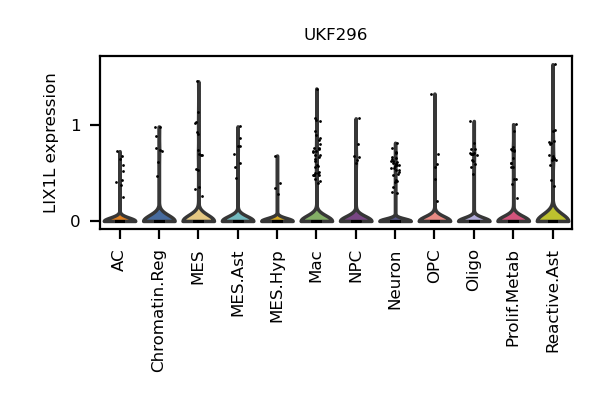 UKF296
LIX1L expression
1
0
AC
Chromatin.Reg
MES
MES.Ast
MES.Hyp
Mac
NPC
Neuron
OPC
Oligo
Prolif.Metab
Reactive.Ast